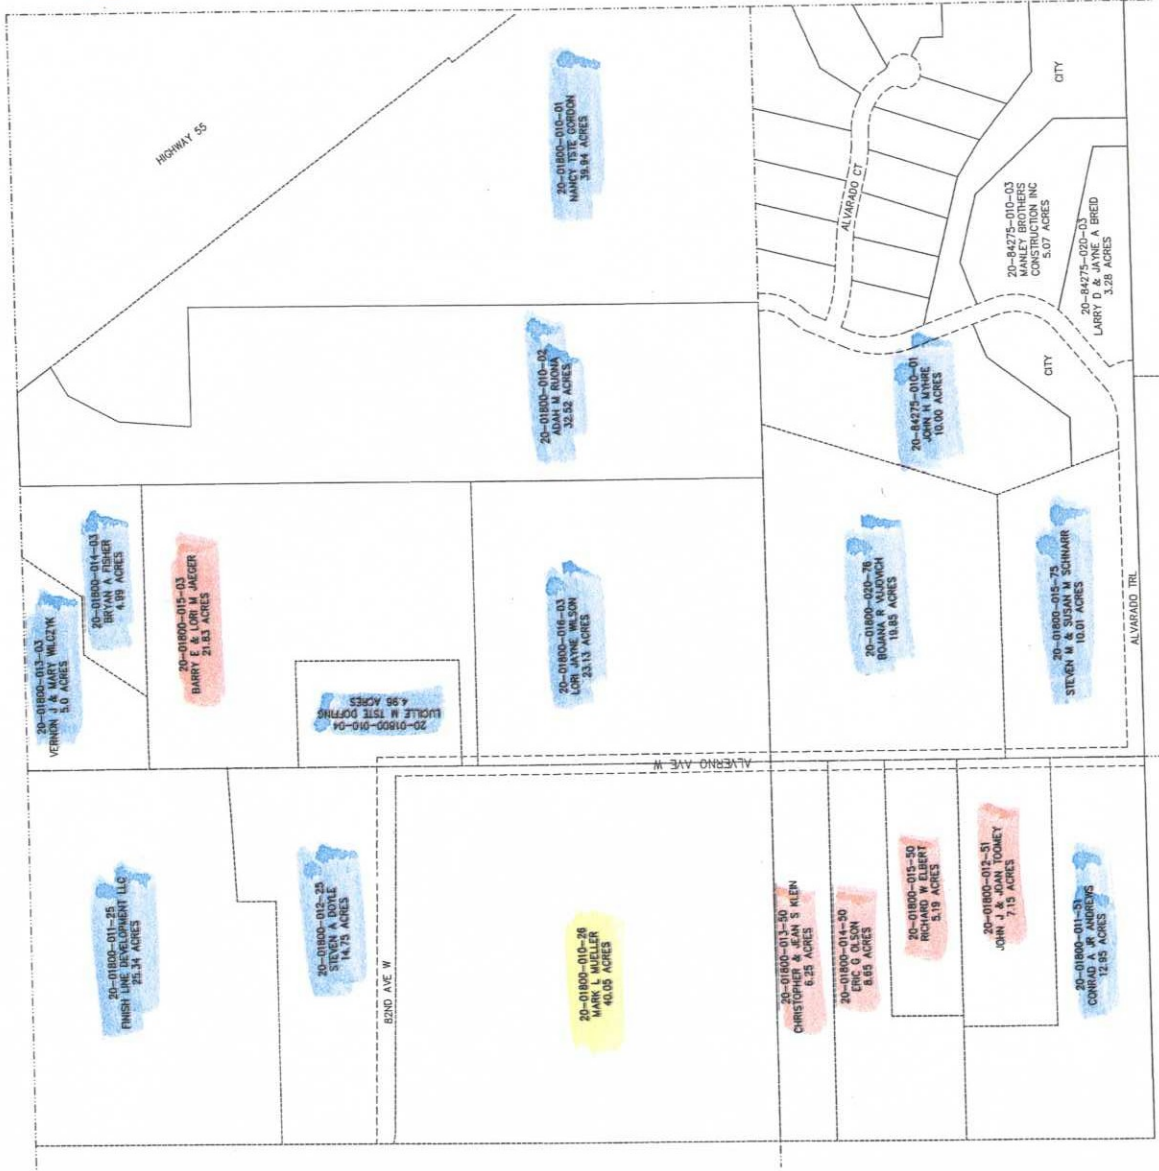 HIGHWAY 55
20-01800-010-01
NANCY TSTE GORDON
39.94 ACRES
20-01800-010-02
ADAH M RUONA
32.52 ACRES
20-01800-013-03
VERNON J & MARY WILCZYK
5.0 ACRES
20-01800-014-03
BRYAN A FISHER
4.99 ACRES
20-01800-015-03
BARRY E & LORI M JAEGER
21.83 ACRES
20-01800-010-04
LUCILLE M TSTE DOFFING
4.96 ACRES
20-01800-016-03
LORI JAYNE WILSON
23.13 ACRES
20-01800-011-25
FINISH LINE DEVELOPMENT LLC
25.34 ACRES
20-01800-012-25
STEVEN A DOYLE
14.75 ACRES
82ND AVE W
ALVERNO AVE W
20-01800-010-26
MARK L MUELLER
40.05 ACRES
ALVARADO CT
CITY
20-84275-010-03
MANLEY BROTHERS
CONSTRUCTION INC
5.07 ACRES
20-84275-020-03
LARRY D & JAYNE A BREID
3.28 ACRES
CITY
20-84275-010-01
JOHN H MYHRE
10.00 ACRES
20-01800-020-76
BOJANA R VUJOVICH
19.85 ACRES
20-01800-015-75
STEVEN M & SUSAN M SCHNARR
10.01 ACRES
ALVARADO TRL
20-01800-013-50
CHRISTOPHER & JEAN S KLEIN
6.25 ACRES
20-01800-014-50
ERIC G OLSON
8.65 ACRES
20-01800-015-50
RICHARD W ELBERT
5.19 ACRES
20-01800-012-51
JOHN J & JOAN TOOMEY
7.15 ACRES
20-01800-011-51
CONRAD A JR ANDREWS
12.95 ACRES